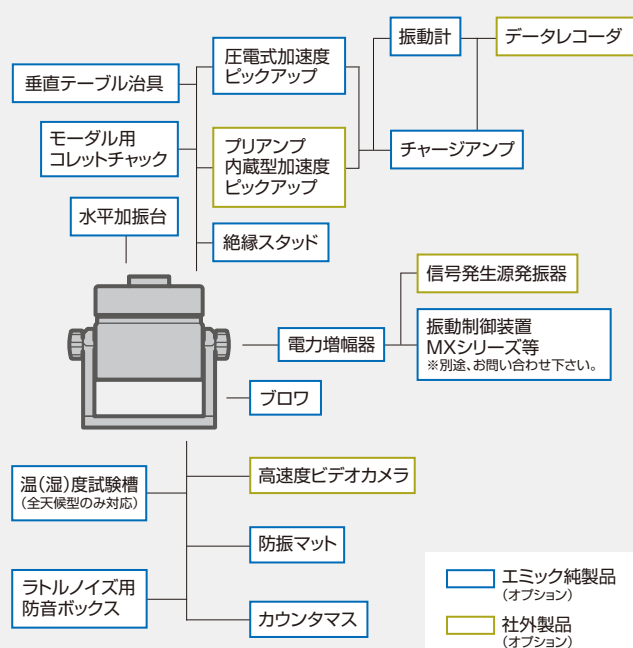 振動計
データレコーダ
圧電式加速度
ピックアップ
垂直テーブル治具
モーダル用
コレットチャック
プリアンプ
内蔵型加速度
ピックアップ
チャージアンプ
水平加振台
絶縁スタッド
信号発生源発振器
電力増幅器
振動制御装置
MXシリーズ等
※別途、お問い合わせ下さい。
ブロワ
温(湿)度試験槽
(全天候型のみ対応)
高速度ビデオカメラ
防振マット
ラトルノイズ用
防音ボックス
カウンタマス
エミック純製品
(オプション)
社外製品
(オプション)